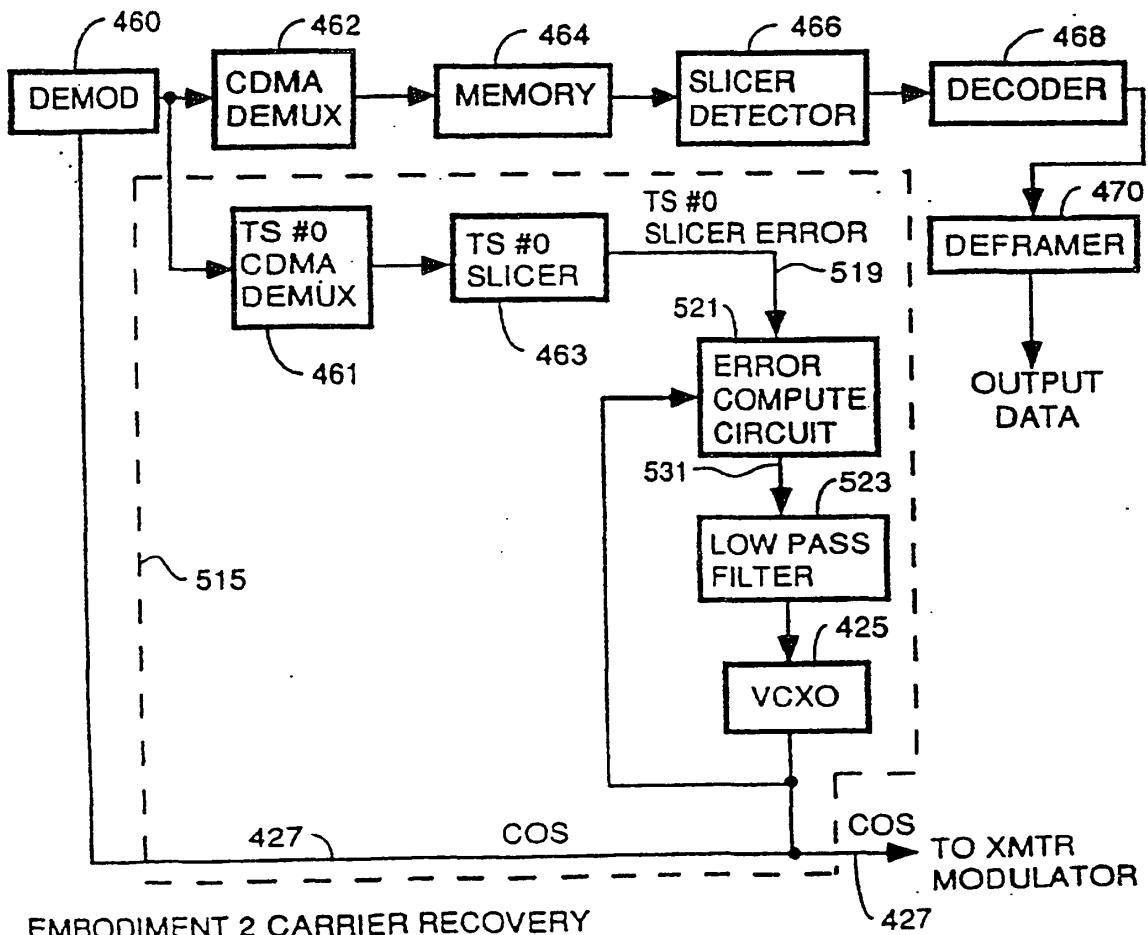 460
462
464
466
468
DEMOD
CDMA
DEMUX
MEMORY
SLICER
DETECTOR
DECODER
TS #0
CDMA
DEMUX
461
TS #0
SLICER
463
TS #0
SLICER ERROR
519
470
DEFRAMER
OUTPUT
DATA
521
ERROR
COMPUTE
CIRCUIT
531
523
LOW PASS
FILTER
515
425
VCXO
427
COS
COS
TO XMTR
MODULATOR
427
EMBODIMENT 2 CARRIER RECOVERY